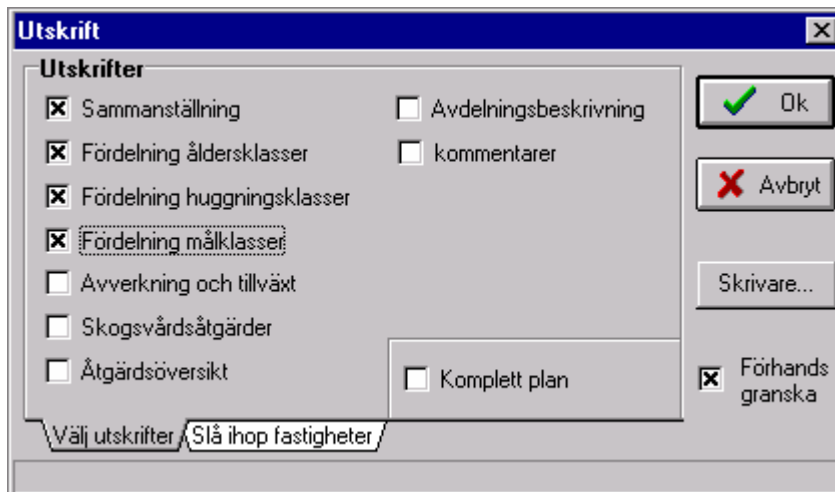 Utskrift
Utskrifter
Sammanställning
Fördelning åldersklasser
Fördelning huggningsklasser
Fördelning målklasser
Avverkning och tillväxt
Skogsvårdsåtgärder
Åtgärdsöversikt
Avdelningsbeskrivning
kommentarer
Komplett plan
Ok
Avbryt
Skrivare...
Förhands
granska
Välj utskrifter
Slå ihop fastigheter